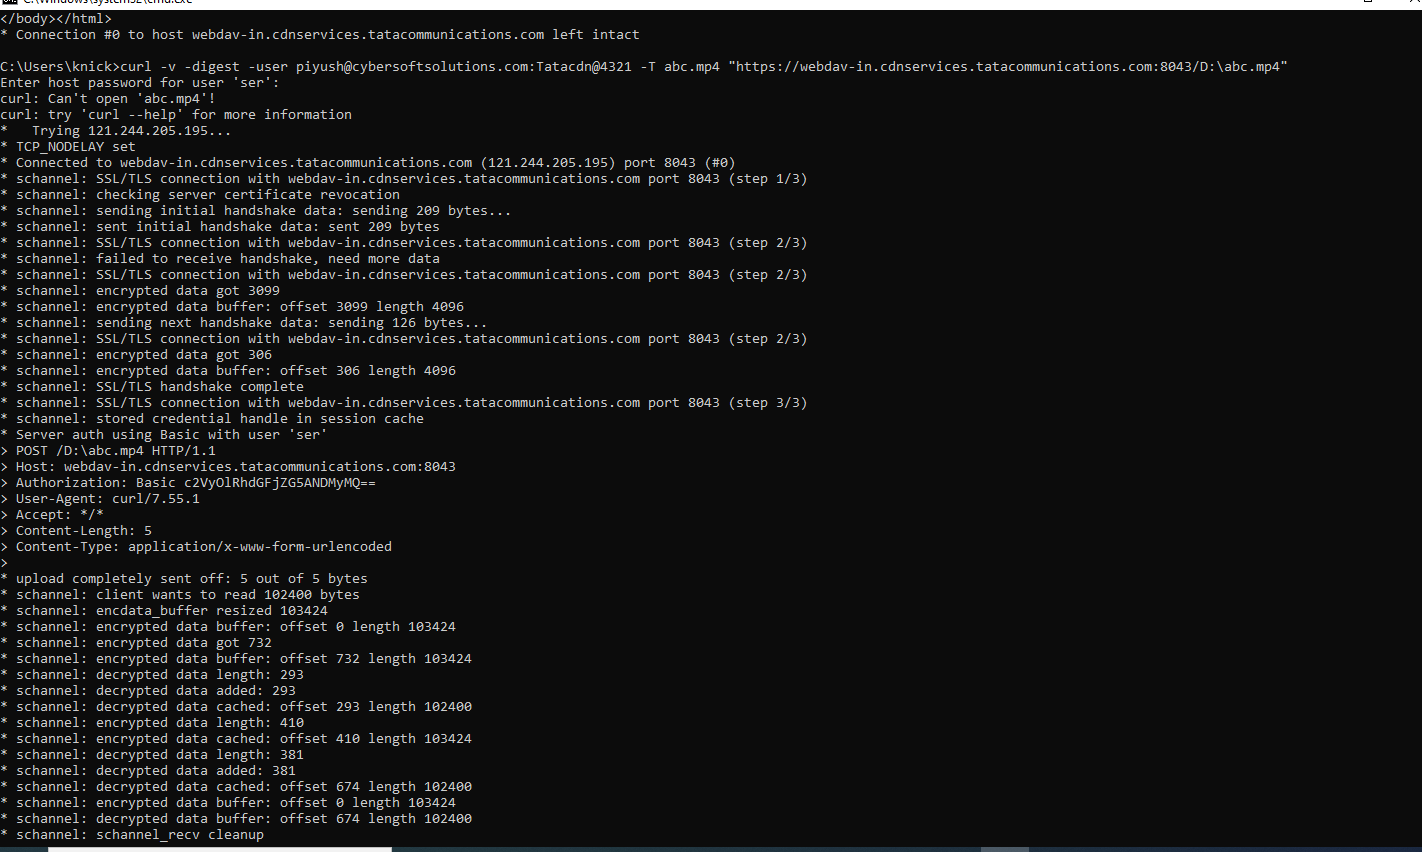 C:\Windows\system32\cmd.exe
</body></html>
* Connection #0 to host webdav-in.cdnservices.tatacommunications.com left intact
C:\Users\knick>curl -v -digest -user piyush@cybersoftsolutions.com:Tatacdn@4321 -T abc.mp4 "https://webdav-in.cdnservices.tatacommunications.com:8043/D:\abc.mp4"
Enter host password for user 'ser':
curl: Can't open 'abc.mp4'!
curl: try 'curl --help' for more information
*   Trying 121.244.205.195...
* TCP_NODELAY set
* Connected to webdav-in.cdnservices.tatacommunications.com (121.244.205.195) port 8043 (#0)
* schannel: SSL/TLS connection with webdav-in.cdnservices.tatacommunications.com port 8043 (step 1/3)
* schannel: checking server certificate revocation
* schannel: sending initial handshake data: sending 209 bytes...
* schannel: sent initial handshake data: sent 209 bytes
* schannel: SSL/TLS connection with webdav-in.cdnservices.tatacommunications.com port 8043 (step 2/3)
* schannel: failed to receive handshake, need more data
* schannel: SSL/TLS connection with webdav-in.cdnservices.tatacommunications.com port 8043 (step 2/3)
* schannel: encrypted data got 3099
* schannel: encrypted data buffer: offset 3099 length 4096
* schannel: sending next handshake data: sending 126 bytes...
* schannel: SSL/TLS connection with webdav-in.cdnservices.tatacommunications.com port 8043 (step 2/3)
* schannel: encrypted data got 306
* schannel: encrypted data buffer: offset 306 length 4096
* schannel: SSL/TLS handshake complete
* schannel: SSL/TLS connection with webdav-in.cdnservices.tatacommunications.com port 8043 (step 3/3)
* schannel: stored credential handle in session cache
* Server auth using Basic with user 'ser'
> POST /D:\abc.mp4 HTTP/1.1
> Host: webdav-in.cdnservices.tatacommunications.com:8043
> Authorization: Basic c2VyOlRhdGFjZG5ANDMyMQ==
> User-Agent: curl/7.55.1
> Accept: */*
> Content-Length: 5
> Content-Type: application/x-www-form-urlencoded
>
* upload completely sent off: 5 out of 5 bytes
* schannel: client wants to read 102400 bytes
* schannel: encdata_buffer resized 103424
* schannel: encrypted data buffer: offset 0 length 103424
* schannel: encrypted data got 732
* schannel: encrypted data buffer: offset 732 length 103424
* schannel: decrypted data length: 293
* schannel: decrypted data added: 293
* schannel: decrypted data cached: offset 293 length 102400
* schannel: encrypted data length: 410
* schannel: encrypted data cached: offset 410 length 103424
* schannel: decrypted data length: 381
* schannel: decrypted data added: 381
* schannel: decrypted data cached: offset 674 length 102400
* schannel: encrypted data buffer: offset 0 length 103424
* schannel: decrypted data buffer: offset 674 length 102400
* schannel: schannel_recv cleanup